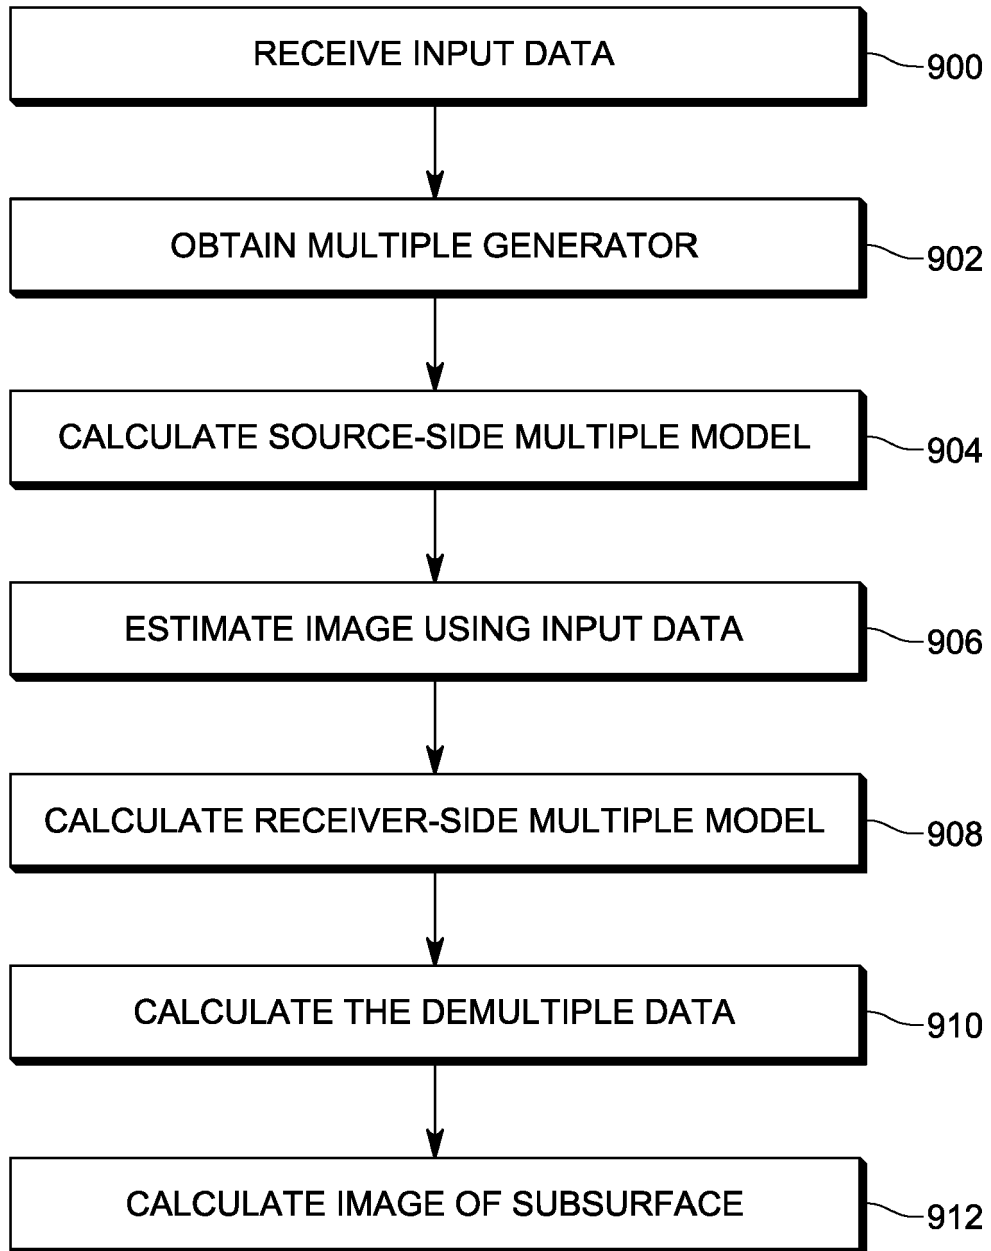 RECEIVE INPUT DATA
900
OBTAIN MULTIPLE GENERATOR
902
CALCULATE SOURCE-SIDE MULTIPLE MODEL
904
ESTIMATE IMAGE USING INPUT DATA
906
CALCULATE RECEIVER-SIDE MULTIPLE MODEL
908
CALCULATE THE DEMULTIPLE DATA
910
CALCULATE IMAGE OF SUBSURFACE
912